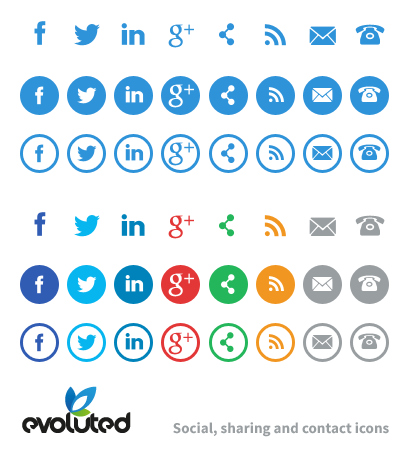 f in g+
f in g+
f in g+
f in g+
f in g+
f in g+
evoluted
Social, sharing and contact icons